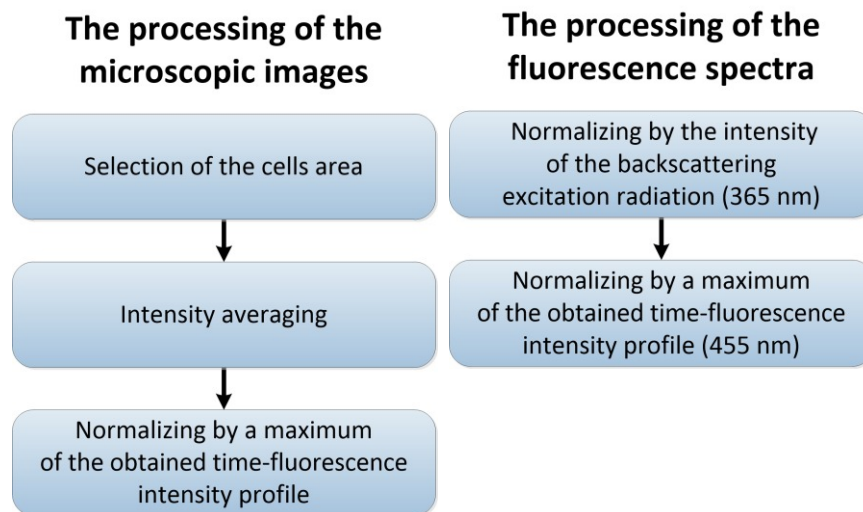 The processing of the
microscopic images
Selection of the cells area
Intensity averaging
Normalizing by a maximum
of the obtained time-fluorescence
intensity profile
The processing of the
fluorescence spectra
Normalizing by the intensity
of the backscattering
excitation radiation (365 nm)
Normalizing by a maximum
of the obtained time-fluorescence
intensity profile (455 nm)